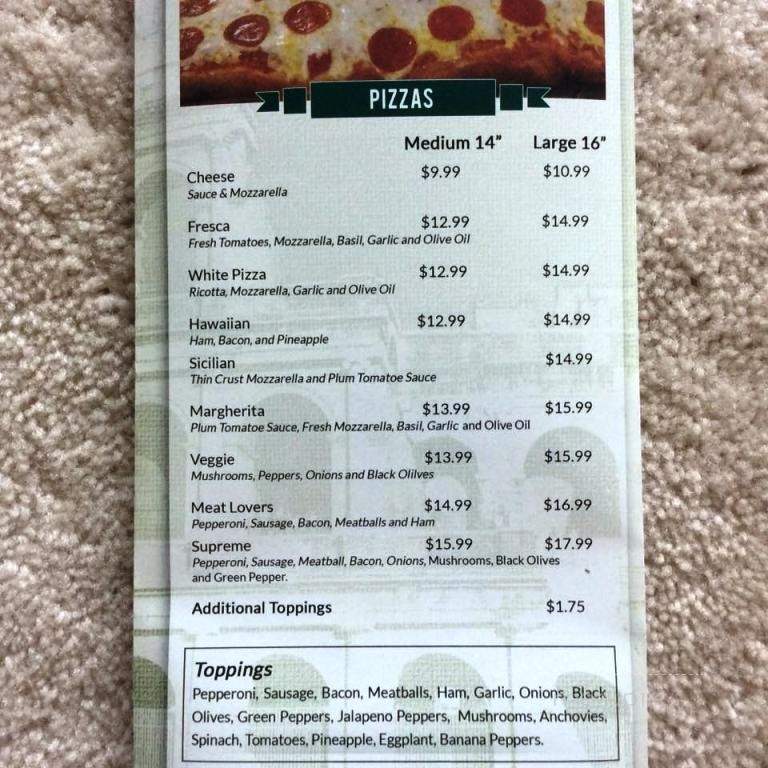 PIZZAS
Medium 14” Large 16”
Cheese $9.99 $10.99
Sauce & Mozzarella
Fresca $12.99 $14.99
Fresh Tomatoes, Mozzarella, Basil, Garlic and Olive Oil
White Pizza $12.99 $14.99
Ricotta, Mozzarella, Garlic and Olive Oil
Hawaiian $12.99 $14.99
Ham, Bacon, and Pineapple
Sicilian $14.99
Thin Crust Mozzarella and Plum Tomatoe Sauce
Margherita $13.99 $15.99
Plum Tomatoe Sauce, Fresh Mozzarella, Basil, Garlic and Olive Oil
Veggie $13.99 $15.99
Mushrooms, Peppers, Onions and Black Olilves
Meat Lovers $14.99 $16.99
Pepperoni, Sausage, Bacon, Meatballs and Ham
Supreme $15.99 $17.99
Pepperoni, Sausage, Meatball, Bacon, Onions, Mushrooms, Black Olives
and Green Pepper.
Additional Toppings $1.75
Toppings
Pepperoni, Sausage, Bacon, Meatballs, Ham, Garlic, Onions, Black
Olives, Green Peppers, Jalapeno Peppers, Mushrooms, Anchovies,
Spinach, Tomatoes, Pineapple, Eggplant, Banana Peppers.